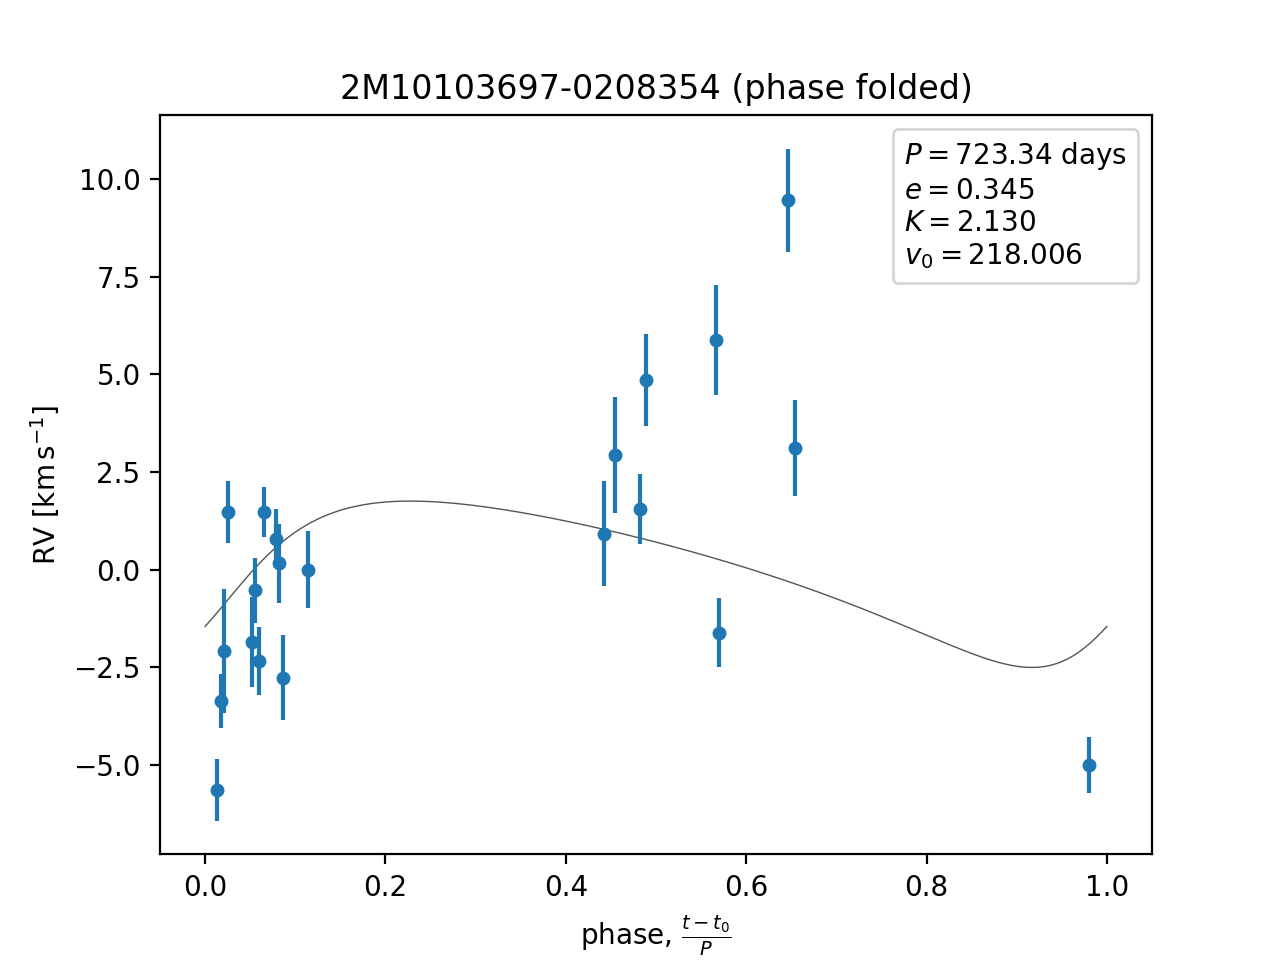 2M10103697-0208354 (phase folded)
P = 723.34 days
e = 0.345
K = 2.130
v₀ = 218.006
10.0
7.5
5.0
2.5
0.0
−2.5
−5.0
RV [km s⁻¹]
0.0 0.2 0.4 0.6 0.8 1.0
phase, (t − t₀)/P